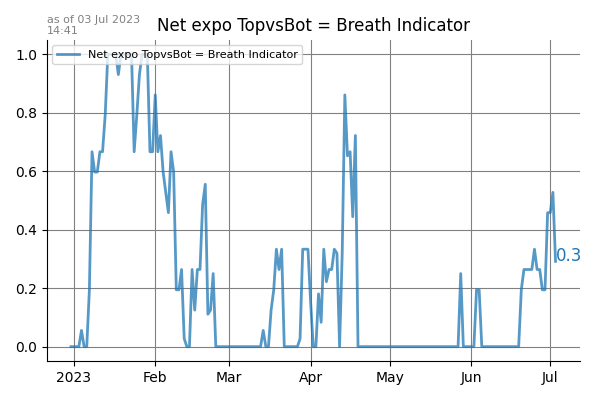 as of 03 Jul 2023
14:41
Net expo TopvsBot = Breath Indicator
Net expo TopvsBot = Breath Indicator
1.0
0.8
0.6
0.4
0.2
0.0
0.3
2023 Feb Mar Apr May Jun Jul